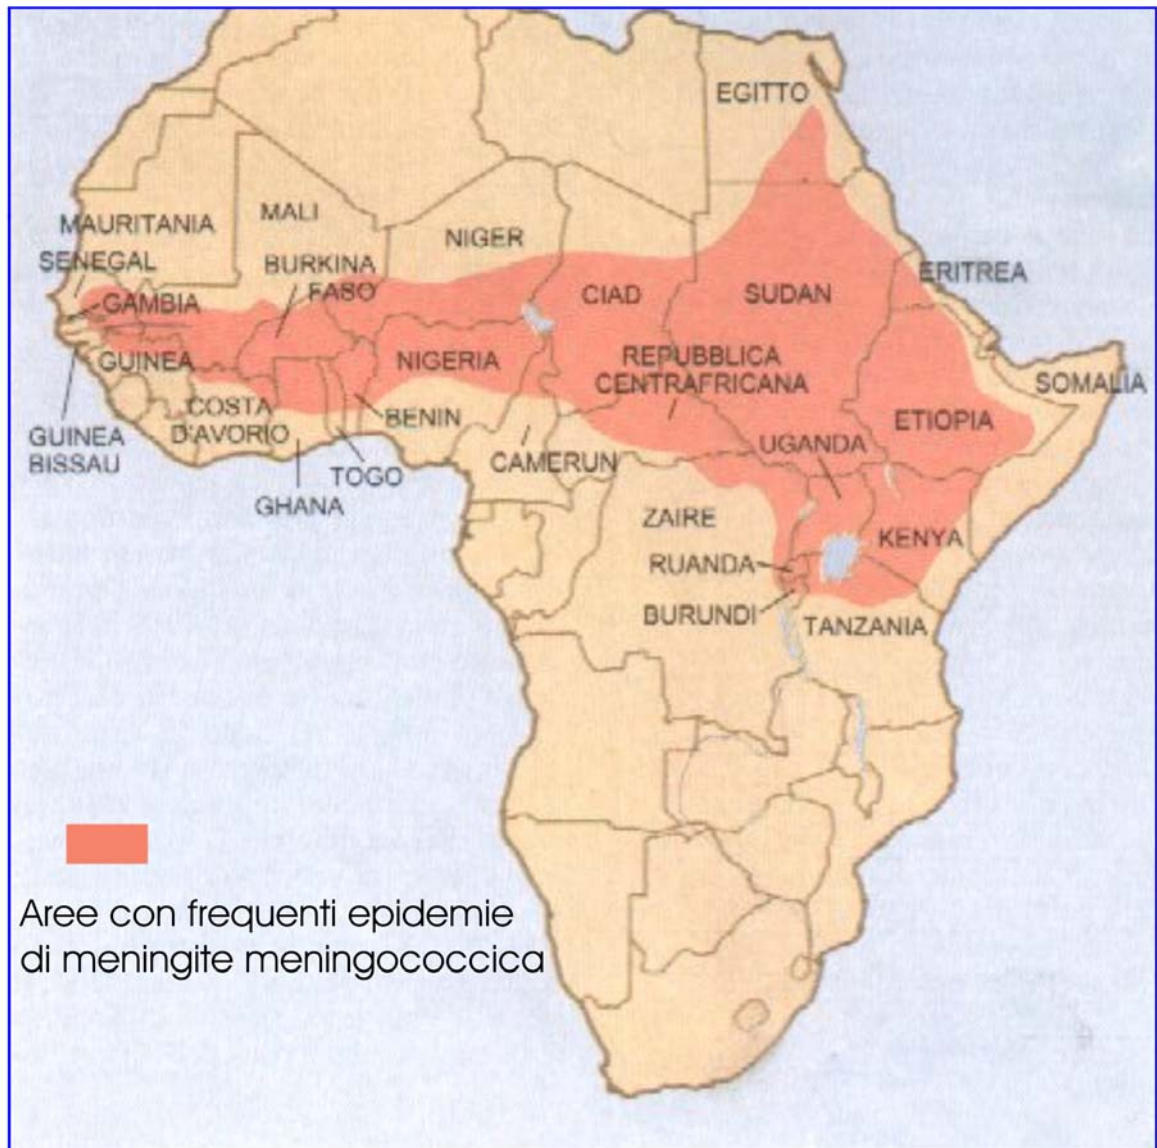 EGITTO
MAURITANIA
MALI
NIGER
SENEGAL
BURKINA
FASO
ERITREA
GAMBIA
CIAD
SUDAN
GUINEA
NIGERIA
REPUBBLICA
CENTRAFRICANA
SOMALIA
COSTA
D'AVORIO
BENIN
ETIOPIA
GUINEA
BISSAU
UGANDA
CAMERUN
TOGO
GHANA
ZAIRE
KENYA
RUANDA
BURUNDI
TANZANIA
Aree con frequenti epidemie
di meningite meningococcica